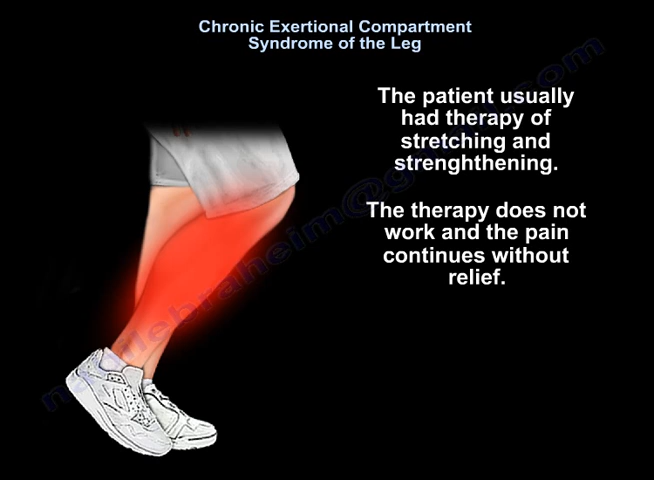 Chronic Exertional Compartment
Syndrome of the Leg
The patient usually
had therapy of
stretching and
strenghthening.
The therapy does not
work and the pain
continues without
relief.